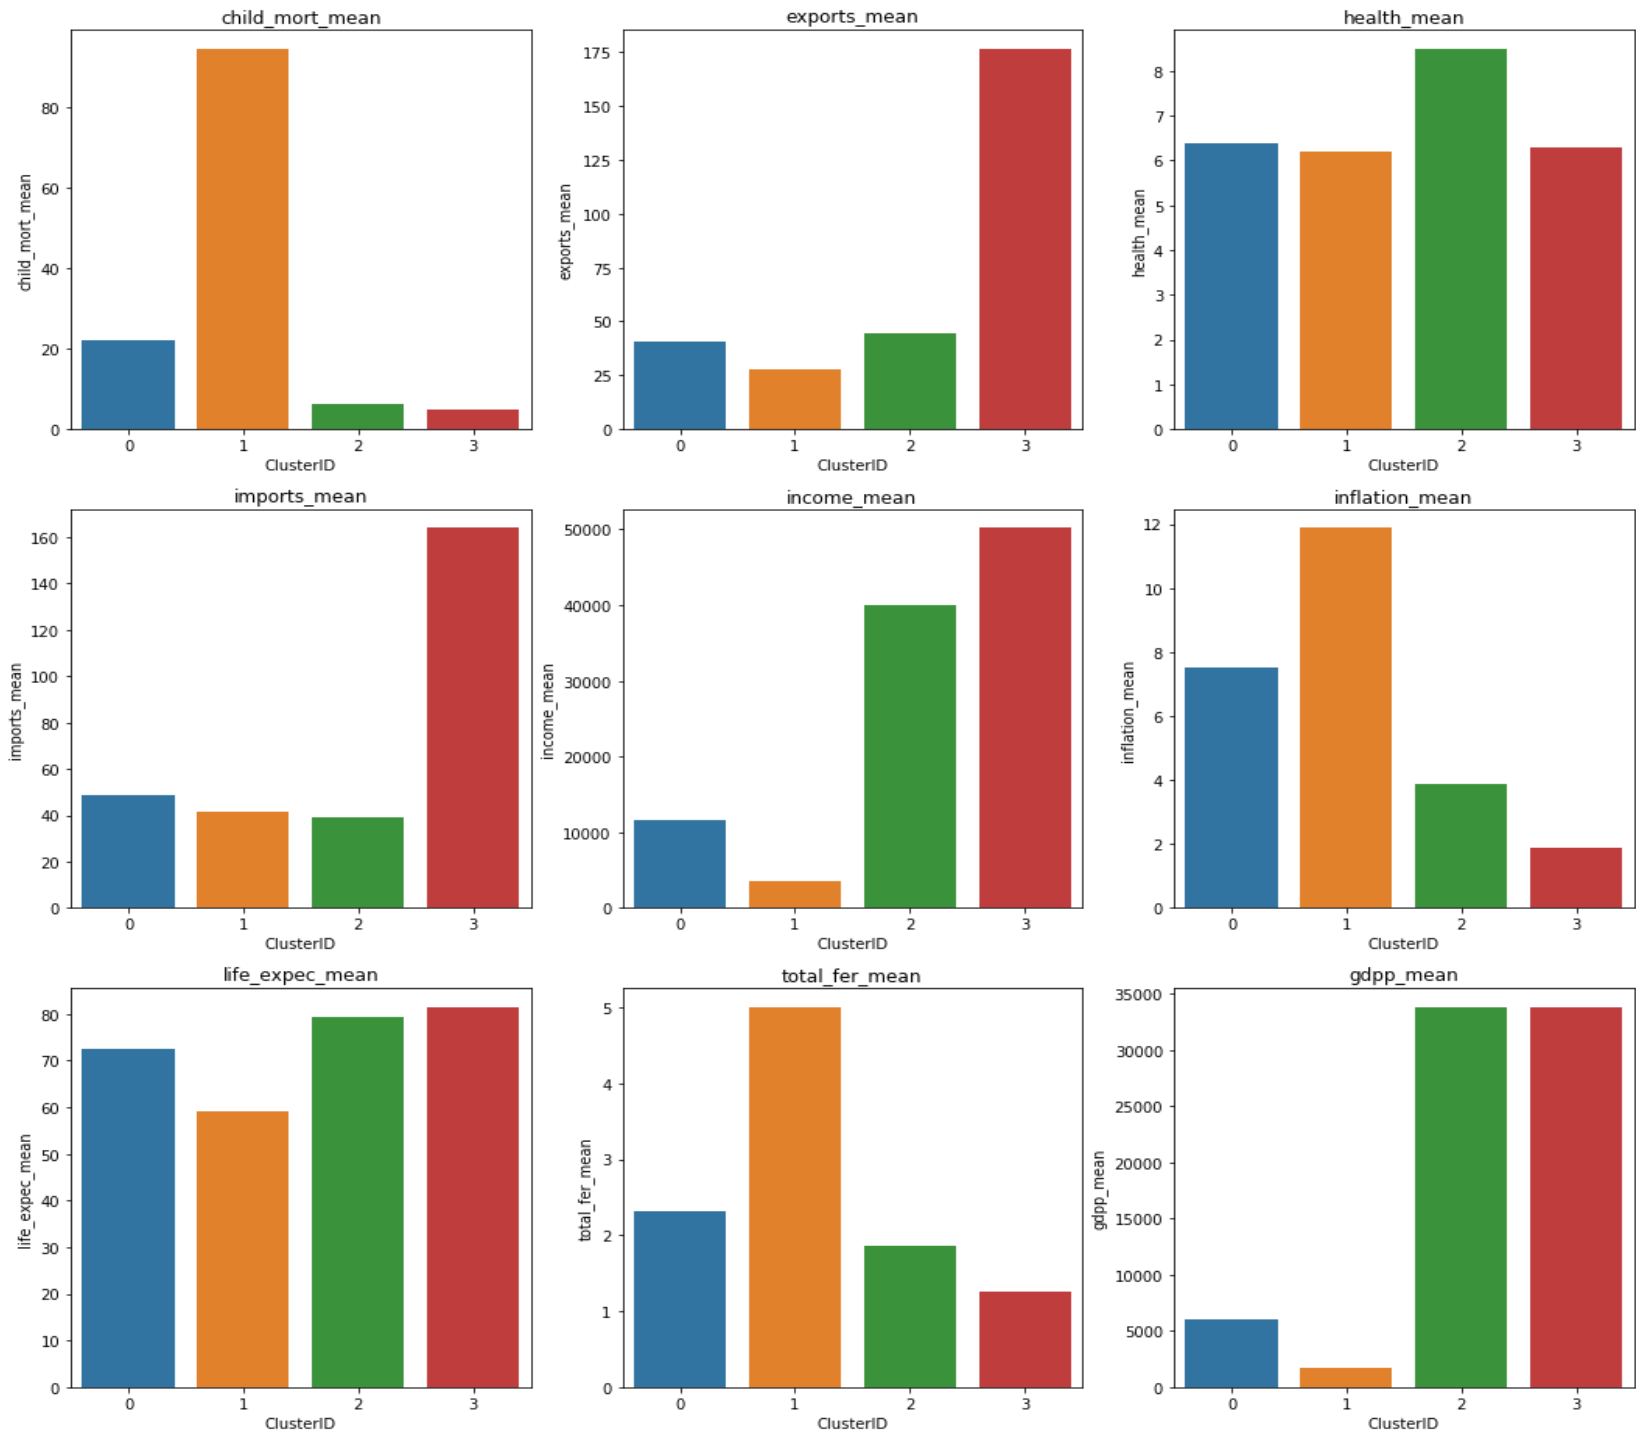 child_mort_mean
child_mort_mean
80
60
40
20
0
0 1 2 3
ClusterID
exports_mean
exports_mean
175
150
125
100
75
50
25
0
0 1 2 3
ClusterID
health_mean
health_mean
8
7
6
5
4
3
2
1
0
0 1 2 3
ClusterID
imports_mean
imports_mean
160
140
120
100
80
60
40
20
0
0 1 2 3
ClusterID
income_mean
income_mean
50000
40000
30000
20000
10000
0
0 1 2 3
ClusterID
inflation_mean
inflation_mean
12
10
8
6
4
2
0
0 1 2 3
ClusterID
life_expec_mean
life_expec_mean
80
70
60
50
40
30
20
10
0
0 1 2 3
ClusterID
total_fer_mean
total_fer_mean
5
4
3
2
1
0
0 1 2 3
ClusterID
gdpp_mean
gdpp_mean
35000
30000
25000
20000
15000
10000
5000
0
0 1 2 3
ClusterID